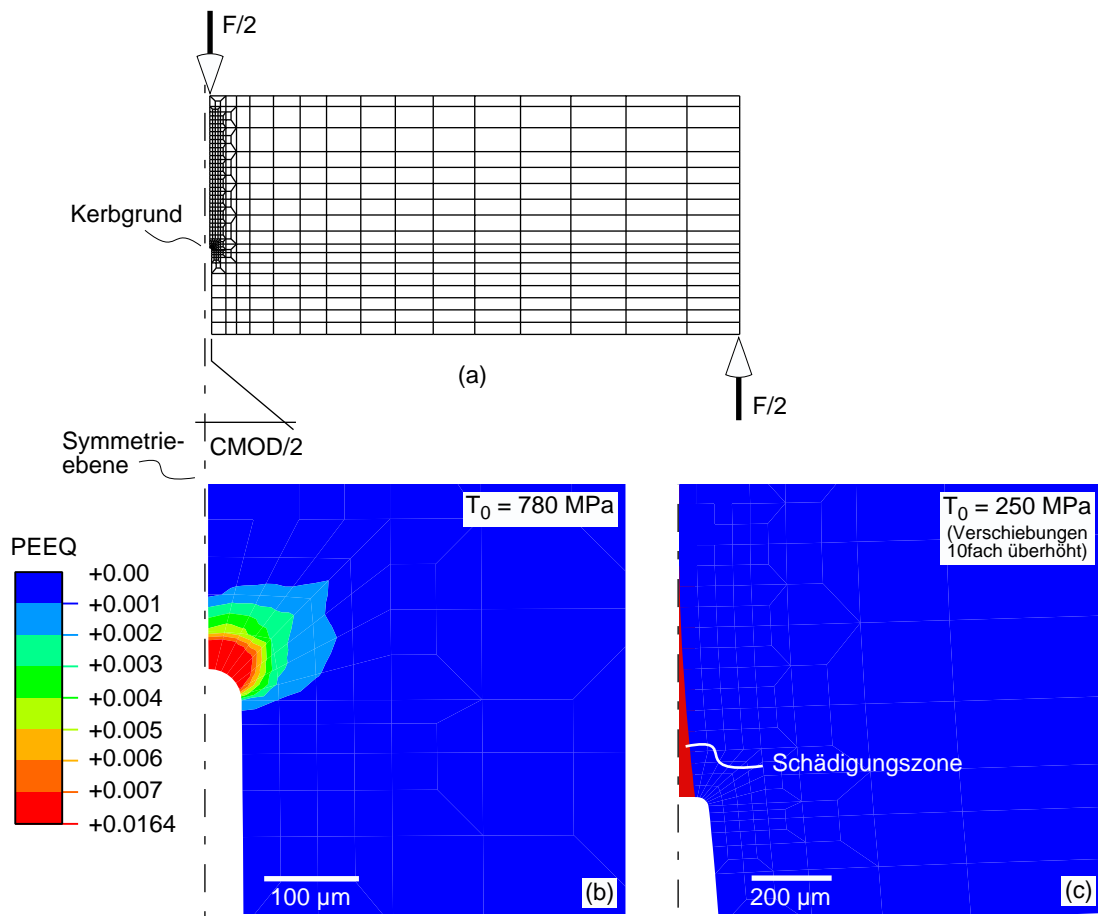 F/2
Kerbgrund
(a)
F/2
Symmetrie-
ebene
CMOD/2
PEEQ
+0.00
+0.001
+0.002
+0.003
+0.004
+0.005
+0.006
+0.007
+0.0164
T0 = 780 MPa
100 µm
(b)
T0 = 250 MPa
(Verschiebungen
10fach überhöht)
Schädigungszone
200 µm
(c)